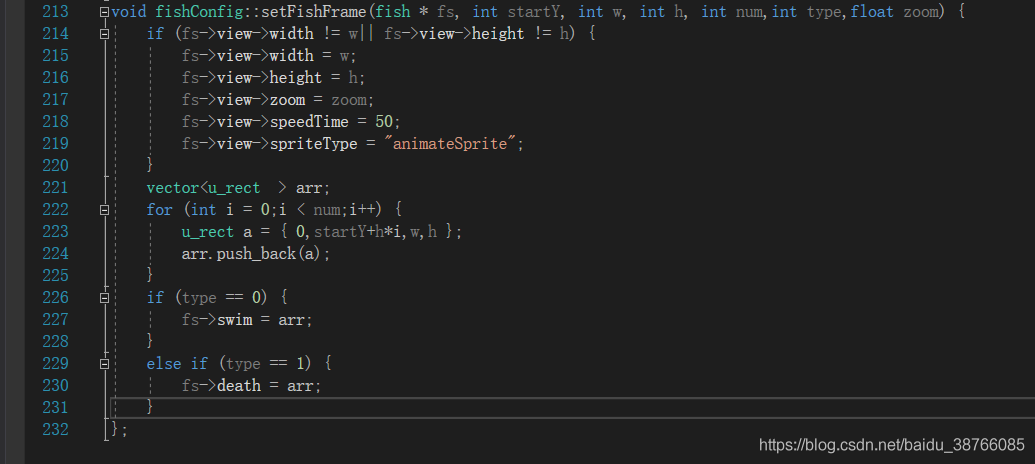 213 void fishConfig::setFishFrame(fish * fs, int startY, int w, int h, int num,int type,float zoom) {
214     if (fs->view->width != w|| fs->view->height != h) {
215         fs->view->width = w;
216         fs->view->height = h;
217         fs->view->zoom = zoom;
218         fs->view->speedTime = 50;
219         fs->view->spriteType = "animateSprite";
220     }
221     vector<u_rect  > arr;
222     for (int i = 0;i < num;i++) {
223         u_rect a = { 0,startY+h*i,w,h };
224         arr.push_back(a);
225     }
226     if (type == 0) {
227         fs->swim = arr;
228     }
229     else if (type == 1) {
230         fs->death = arr;
231     }
232 };
https://blog.csdn.net/baidu_38766085